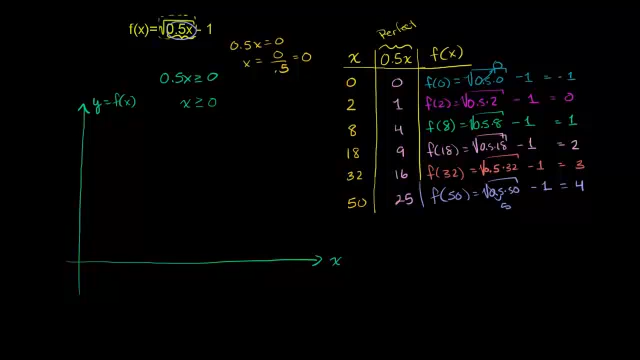 f(x)=√0.5x - 1
0.5x=0
x = 0/.5 = 0
0.5x ≥ 0
x ≥ 0
y=f(x)
x
Perfect
x 0.5x f(x)
0 0 f(0)=√0.5·0 -1 = -1
0
2 1 f(2)=√0.5·2 -1 = 0
8 4 f(8)=√0.5·8 -1 = 1
18 9 f(18)=√0.5·18 -1 = 2
32 16 f(32)=√0.5·32 -1 = 3
50 25 f(50)=√0.5·50 -1 = 4
5